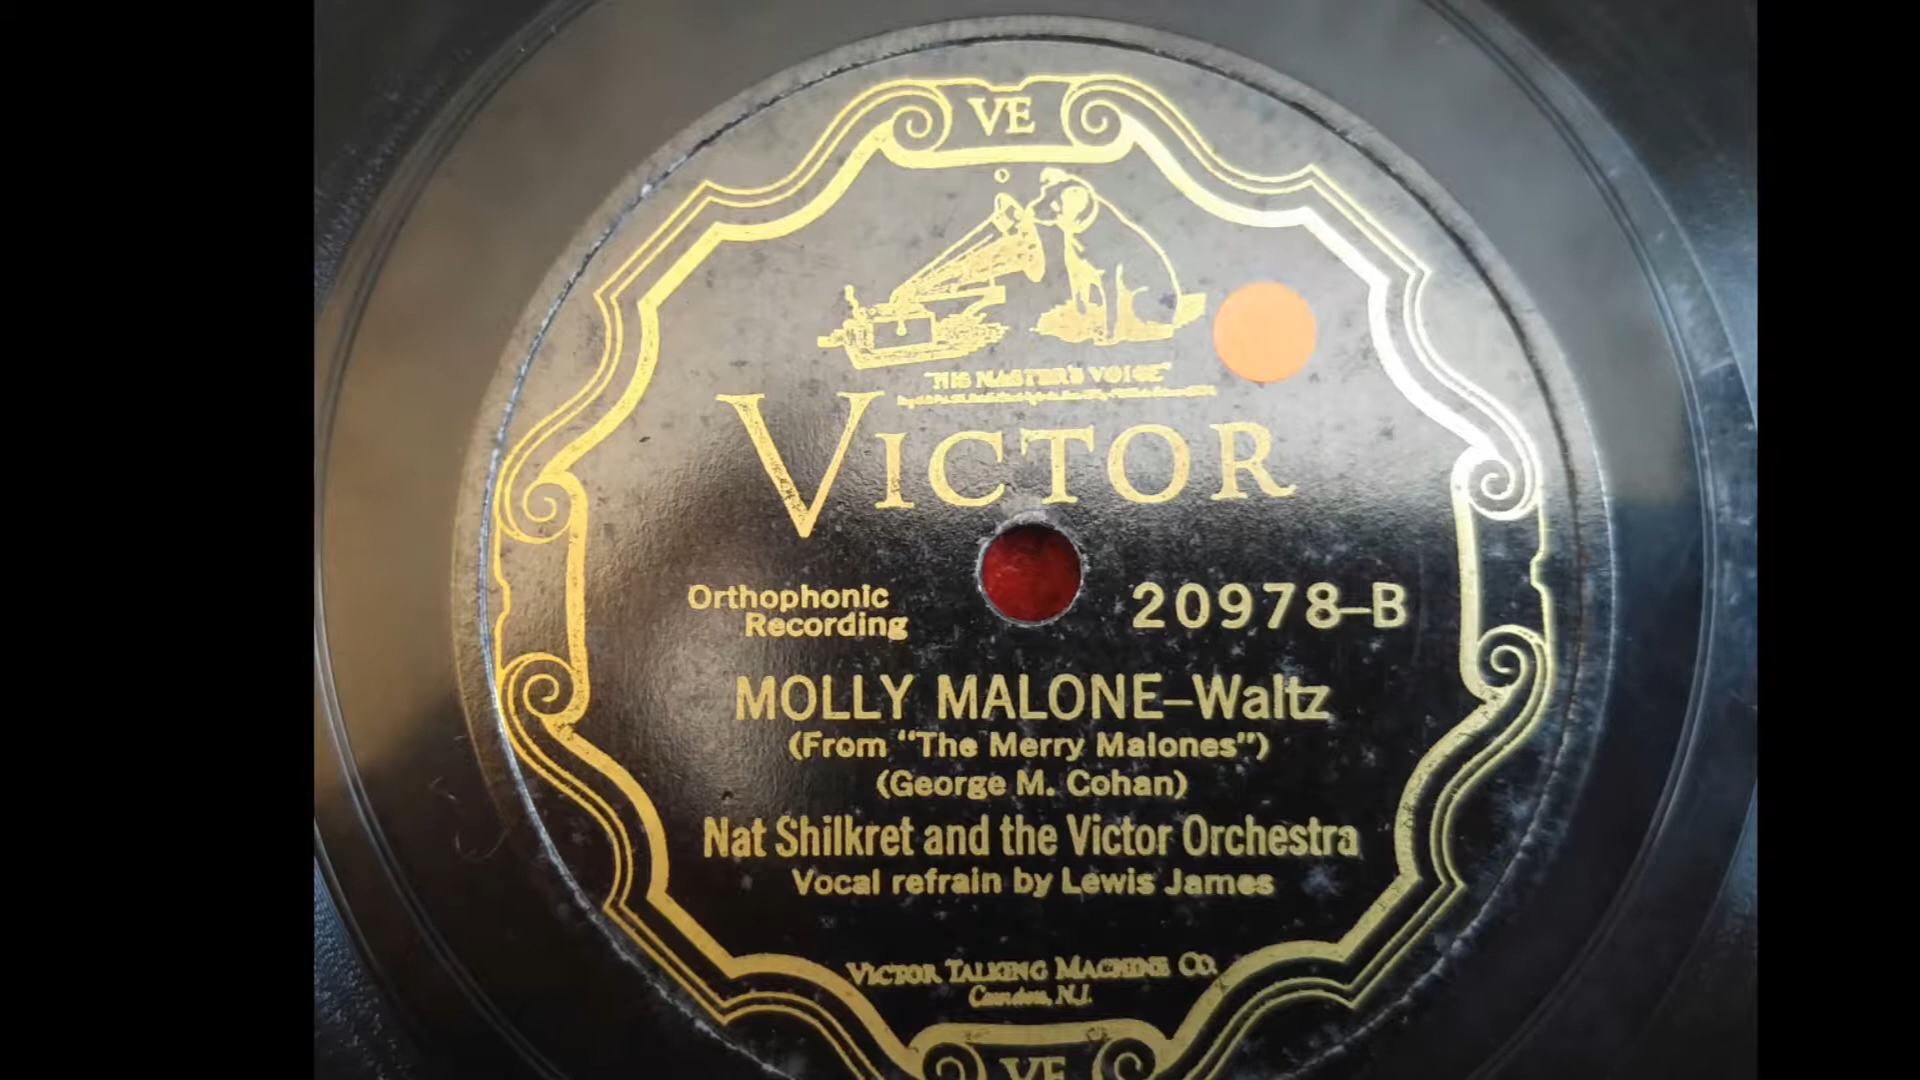 VE
"HIS MASTER'S VOICE"
VICTOR
Orthophonic
Recording
20978-B
MOLLY MALONE–Waltz
(From “The Merry Malones”)
(George M. Cohan)
Nat Shilkret and the Victor Orchestra
Vocal refrain by Lewis James
VICTOR TALKING MACHINE CO.
Camden, N.J.
VE